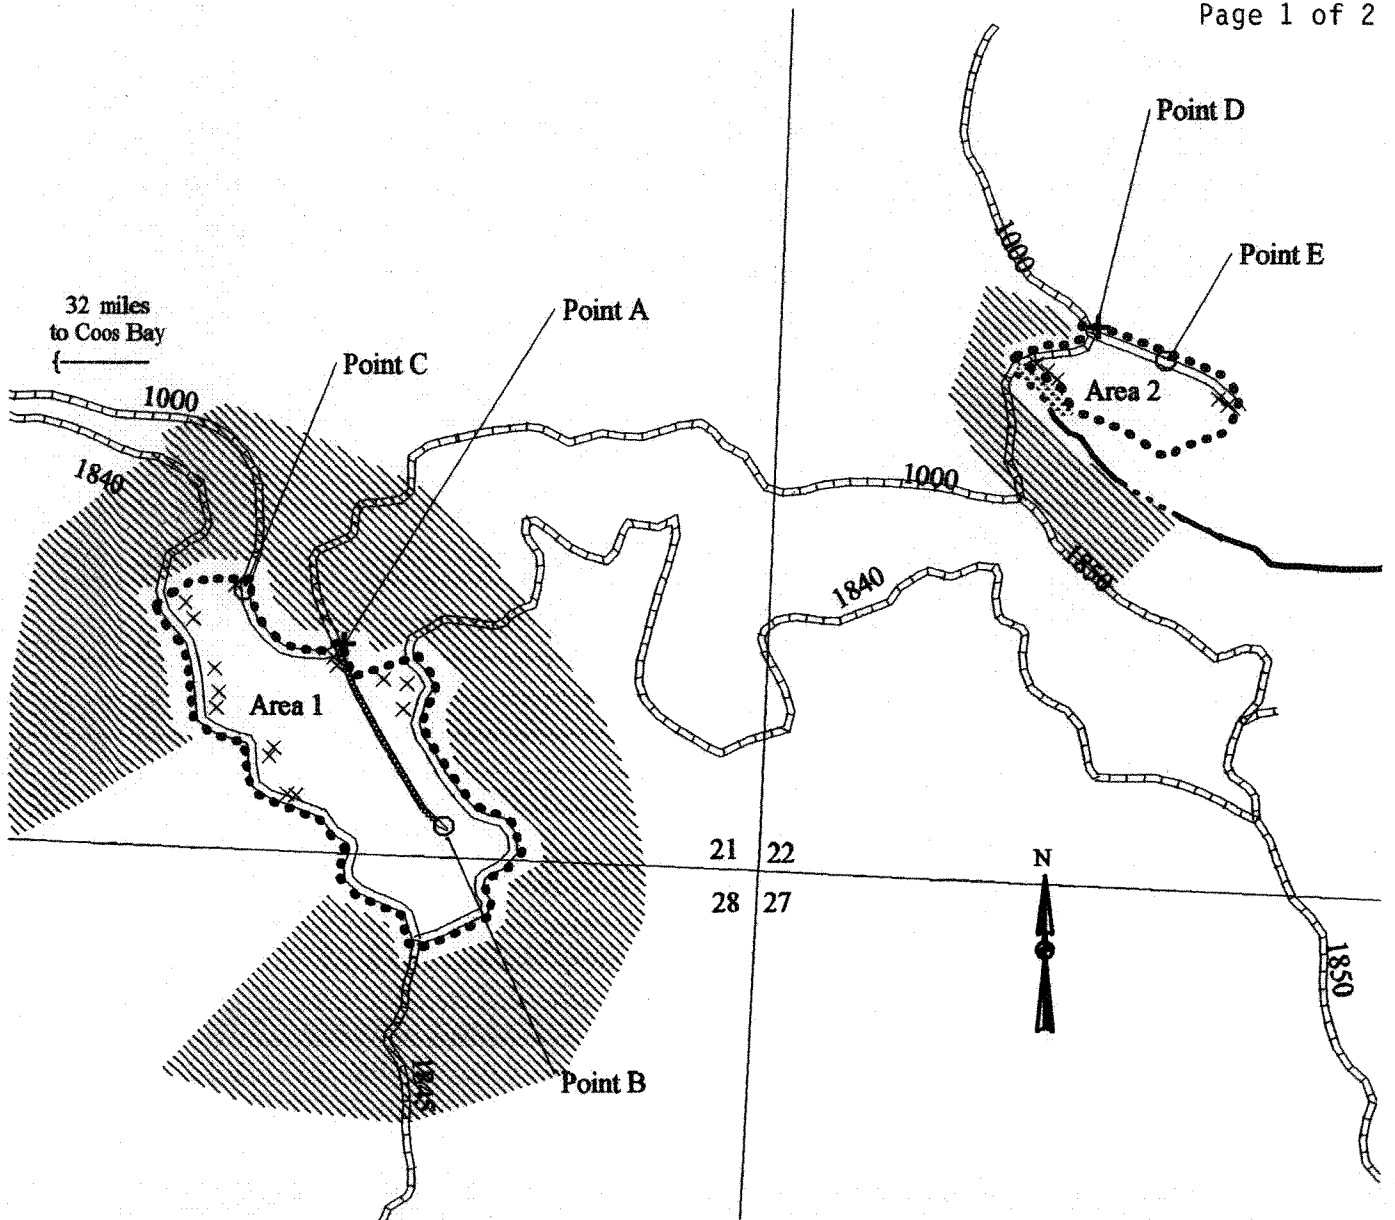 Page 1 of 2
Point D
1000
Point E
32 miles
to Coos Bay
Point A
Point C
1000
1840
Area 2
1000
1850
1840
Area 1
21 22
28 27
N
1850
1845
Point B